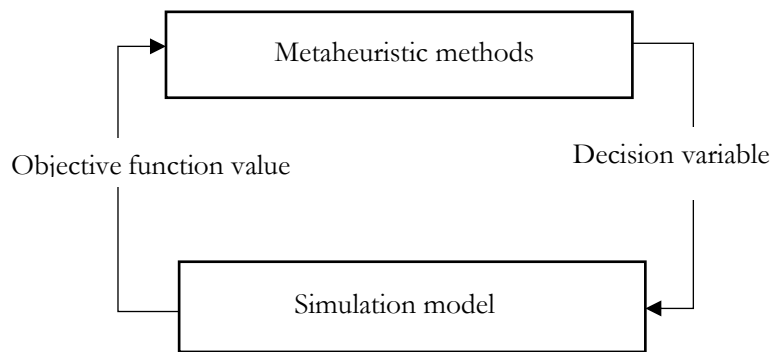 Metaheuristic methods
Objective function value
Decision variable
Simulation model